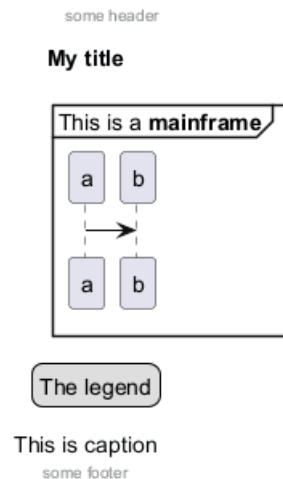 some header
My title
This is a mainframe
a b
a b
The legend
This is caption
some footer